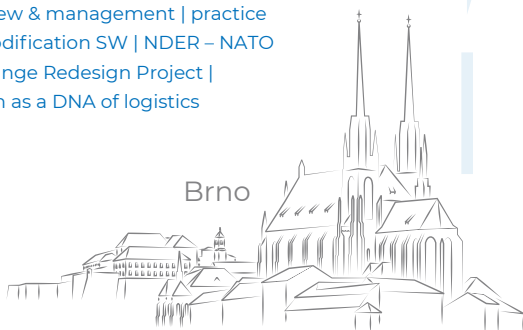 ew & management | practice
odification SW | NDER – NATO
nge Redesign Project |
n as a DNA of logistics
Brno